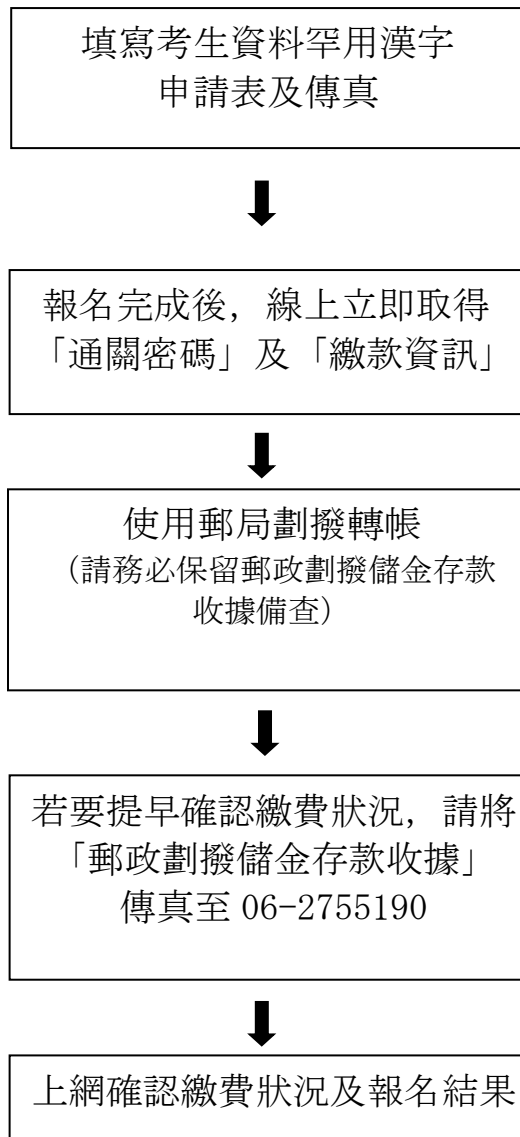 填寫考生資料罕用漢字
申請表及傳真
報名完成後，線上立即取得
「通關密碼」及「繳款資訊」
使用郵局劃撥轉帳
（請務必保留郵政劃撥儲金存款
收據備查）
若要提早確認繳費狀況，請將
「郵政劃撥儲金存款收據」
傳真至 06-2755190
上網確認繳費狀況及報名結果